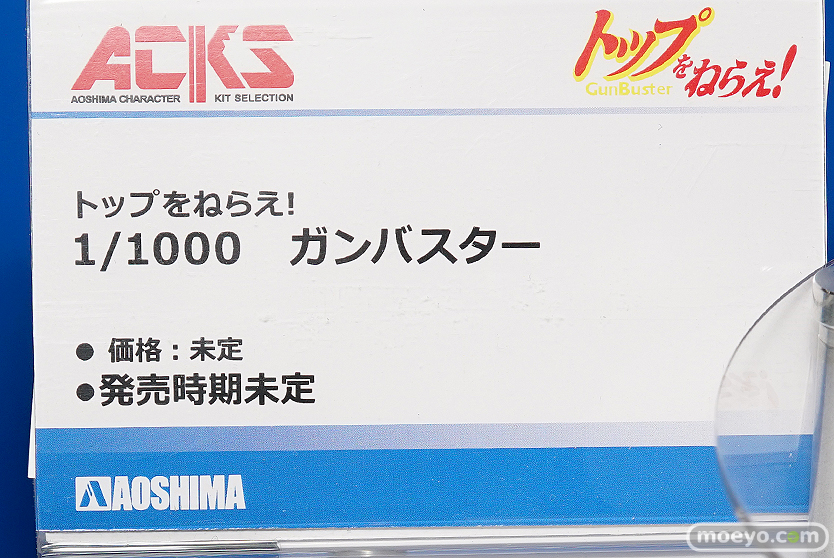 ACKS
AOSHIMA CHARACTER KIT SELECTION
トップをねらえ!
GunBuster
トップをねらえ!
1/1000 ガンバスター
● 価格：未定
●発売時期未定
AOSHIMA
moeyo.com